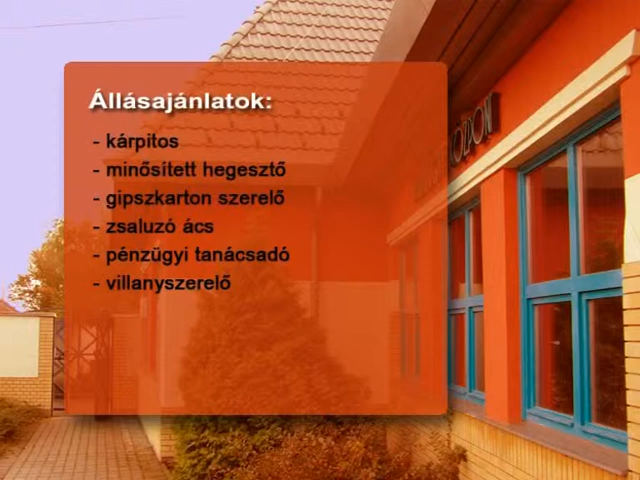 Állásajánlatok:
- kárpitos
- minősített hegesztő
- gipszkarton szerelő
- zsaluzó ács
- pénzügyi tanácsadó
- villanyszerelő